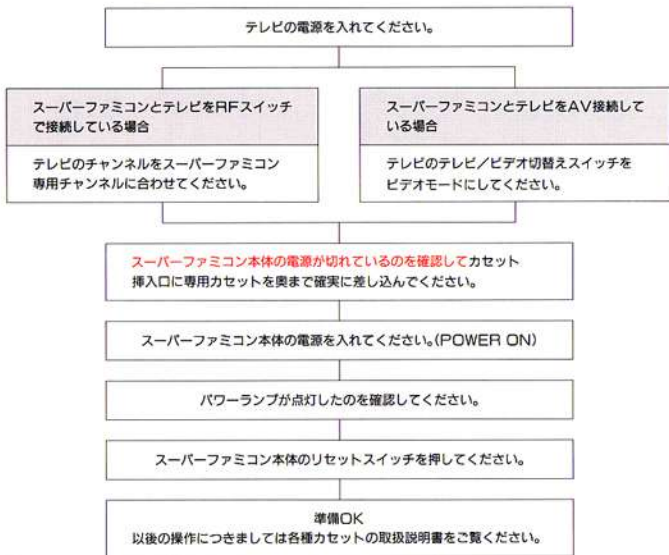 テレビの電源を入れてください。
スーパーファミコンとテレビをRFスイッチ
で接続している場合
テレビのチャンネルをスーパーファミコン
専用チャンネルに合わせてください。
スーパーファミコンとテレビをAV接続して
いる場合
テレビのテレビ/ビデオ切替えスイッチを
ビデオモードにしてください。
スーパーファミコン本体の電源が切れているのを確認してカセット
挿入口に専用カセットを奥まで確実に差し込んでください。
スーパーファミコン本体の電源を入れてください。(POWER ON)
パワーランプが点灯したのを確認してください。
スーパーファミコン本体のリセットスイッチを押してください。
準備OK
以後の操作につきましては各種カセットの取扱説明書をご覧ください。